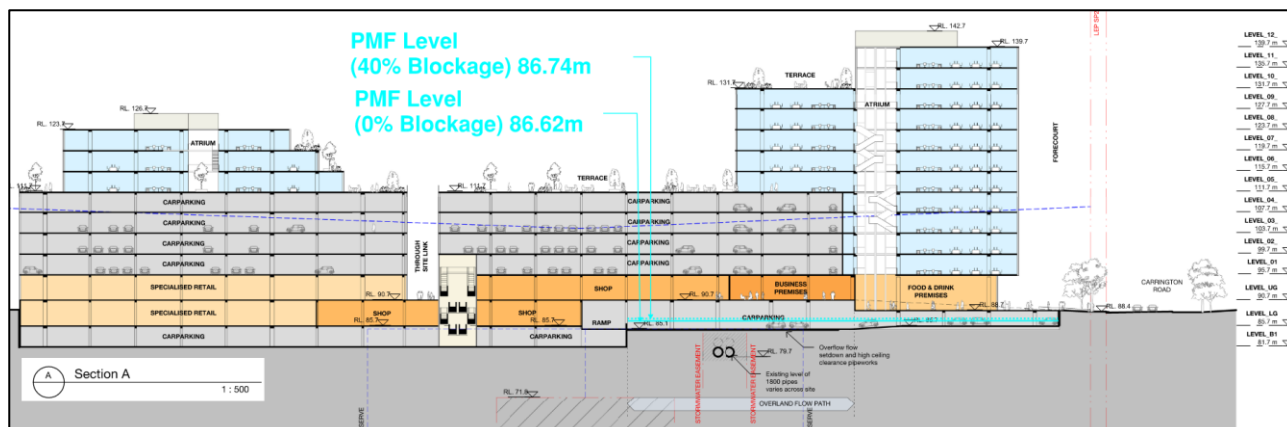 PMF Level
(40% Blockage) 86.74m
PMF Level
(0% Blockage) 86.62m
RL. 142.7
RL. 139.7
RL. 131.7
TERRACE
ATRIUM
FORECOURT
LEP SP2
RL. 126.7
RL. 123.7
ATRIUM
111.7
RL. 111.7
TERRACE
CARPARKING
CARPARKING
CARPARKING
CARPARKING
CARPARKING
CARPARKING
CARPARKING
CARPARKING
THROUGH
SITE LINK
SPECIALISED RETAIL
SHOP
BUSINESS
PREMISES
FOOD & DRINK
PREMISES
SPECIALISED RETAIL
RL. 90.7
SHOP
RL. 85.7
SHOP
RL. 85.7
RAMP
RL. 90.7
CARPARKING
RL. 85.1
RL. 88.7
RL. 88.4
CARRINGTON
ROAD
CARPARKING
CARPARKING
Overflow flow
setdown and high ceiling
clearance pipeworks
RL. 79.7
Existing level of
1800 pipes
varies across site
STORMWATER EASEMENT
STORMWATER EASEMENT
OVERLAND FLOW PATH
A
Section A
1 : 500
LEVEL_12
139.7 m
LEVEL_11
135.7 m
LEVEL_10
131.7 m
LEVEL_09
127.7 m
LEVEL_08
123.7 m
LEVEL_07
119.7 m
LEVEL_06
115.7 m
LEVEL_05
111.7 m
LEVEL_04
107.7 m
LEVEL_03
103.7 m
LEVEL_02
99.7 m
LEVEL_01
95.7 m
LEVEL_UG
90.7 m
LEVEL_LG
85.7 m
LEVEL_B1
81.7 m